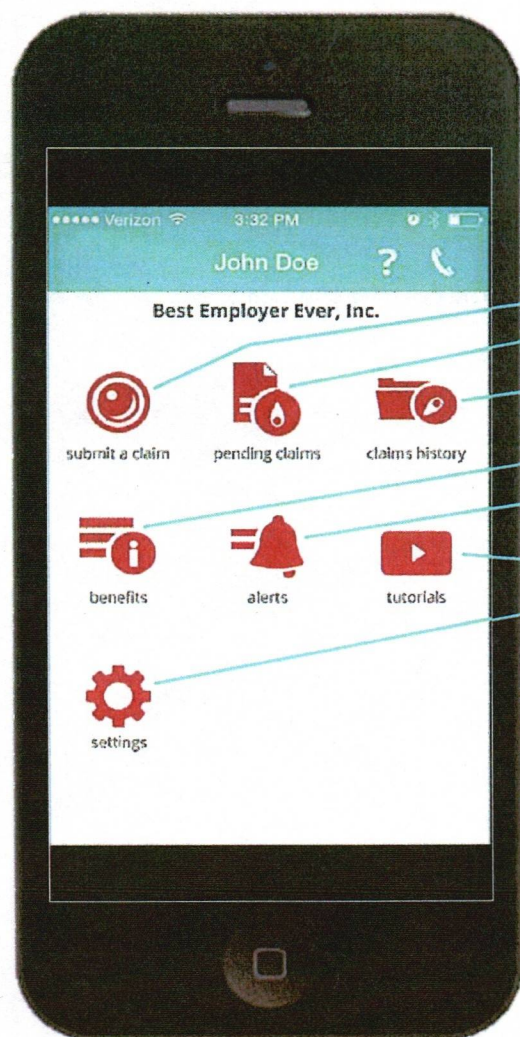 Verizon 3:32 PM
John Doe ?
Best Employer Ever, Inc.
submit a claim pending claims claims history
benefits alerts tutorials
settings